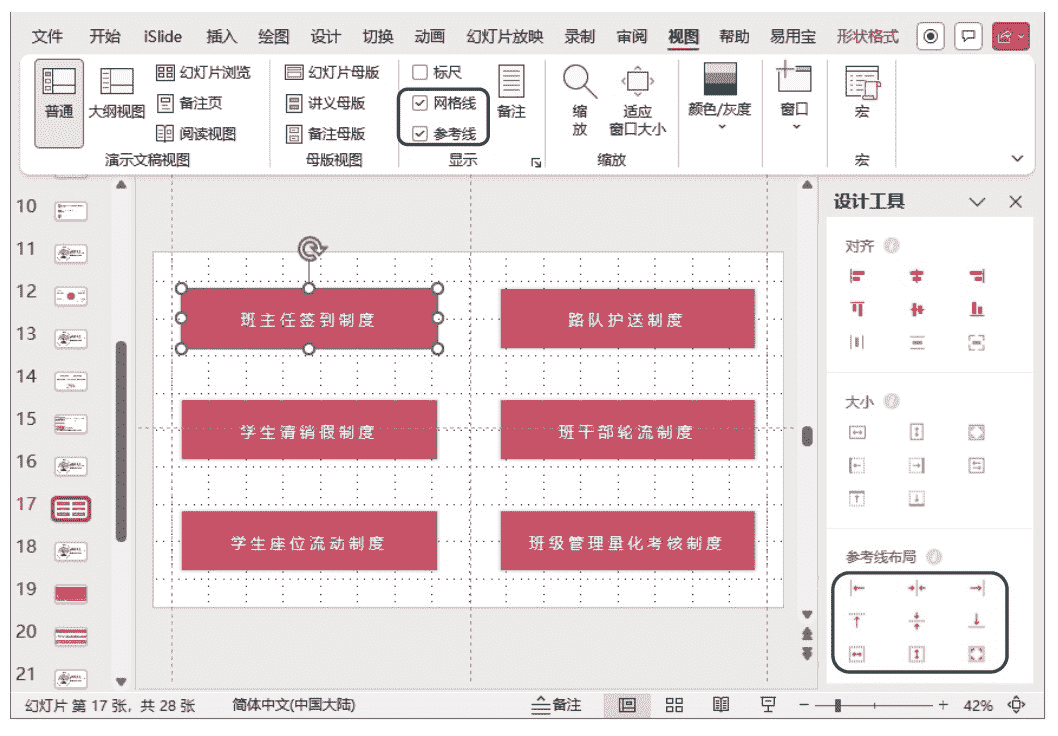 文件 开始 iSlide 插入 绘图 设计 切换 动画 幻灯片放映 录制 审阅 视图 帮助 易用宝 形状格式
普通
大纲视图
幻灯片浏览
备注页
阅读视图
演示文稿视图
幻灯片母版
讲义母版
备注母版
母版视图
标尺
网格线
参考线
显示
备注
缩
放
适应
窗口大小
缩放
颜色/灰度
窗口
宏
宏
10
11
12
13
14
15
16
17
18
19
20
21
班主任签到制度
路队护送制度
学生请销假制度
班干部轮流制度
学生座位流动制度
班级管理量化考核制度
设计工具
对齐
大小
参考线布局
幻灯片 第 17 张，共 28 张 简体中文(中国大陆) 备注 42%